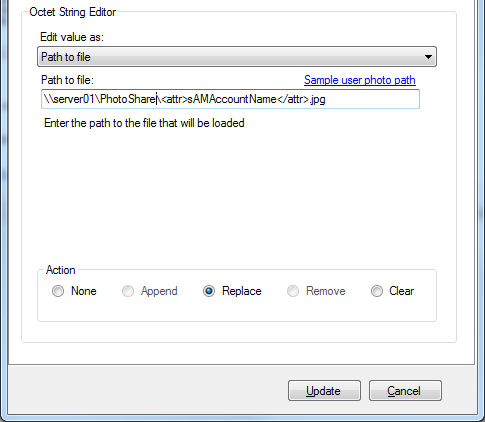 Octet String Editor
Edit value as:
Path to file
Path to file: Sample user photo path
\\server01\PhotoShare\<attr>sAMAccountName</attr>.jpg
Enter the path to the file that will be loaded
Action
None Append Replace Remove Clear
Update Cancel